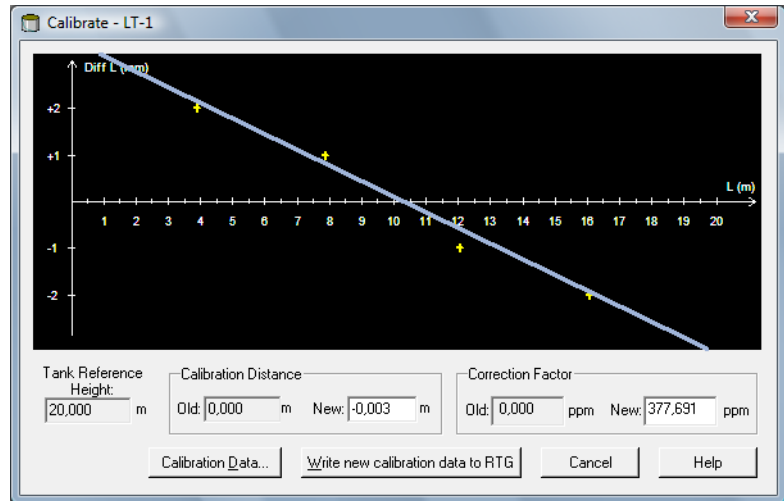 Calibrate - LT-1
Diff L (mm)
+2
+1
L (m)
1 2 3 4 5 6 7 8 9 10 11 12 13 14 15 16 17 18 19 20
-1
-2
Tank Reference
Height:
20,000 m
Calibration Distance
Old: 0,000 m New: -0,003 m
Correction Factor
Old: 0,000 ppm New: 377,691 ppm
Calibration Data... Write new calibration data to RTG Cancel Help